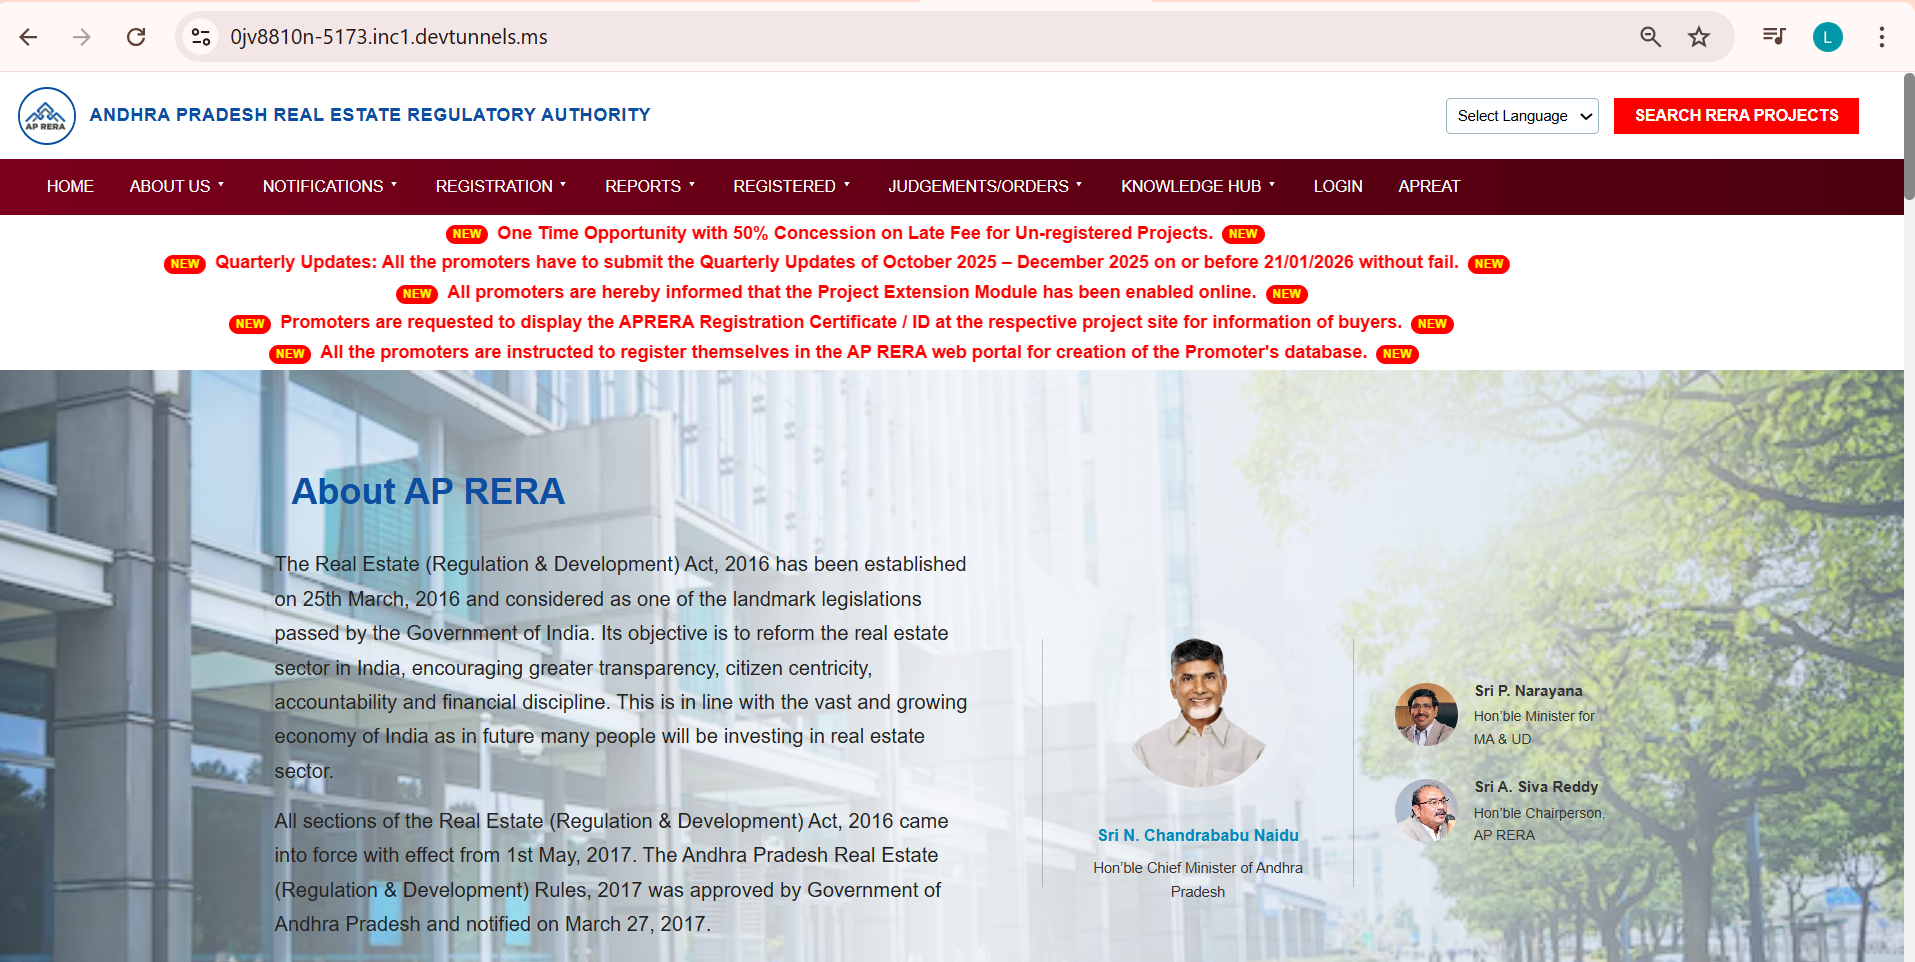 0jv8810n-5173.inc1.devtunnels.ms
L
AP RERA
ANDHRA PRADESH REAL ESTATE REGULATORY AUTHORITY
Select Language
SEARCH RERA PROJECTS
HOME ABOUT US NOTIFICATIONS REGISTRATION REPORTS REGISTERED JUDGEMENTS/ORDERS KNOWLEDGE HUB LOGIN APREAT
NEW One Time Opportunity with 50% Concession on Late Fee for Un-registered Projects. NEW
NEW Quarterly Updates: All the promoters have to submit the Quarterly Updates of October 2025 – December 2025 on or before 21/01/2026 without fail. NEW
NEW All promoters are hereby informed that the Project Extension Module has been enabled online. NEW
NEW Promoters are requested to display the APRERA Registration Certificate / ID at the respective project site for information of buyers. NEW
NEW All the promoters are instructed to register themselves in the AP RERA web portal for creation of the Promoter's database. NEW
About AP RERA
The Real Estate (Regulation & Development) Act, 2016 has been established
on 25th March, 2016 and considered as one of the landmark legislations
passed by the Government of India. Its objective is to reform the real estate
sector in India, encouraging greater transparency, citizen centricity,
accountability and financial discipline. This is in line with the vast and growing
economy of India as in future many people will be investing in real estate
sector.
All sections of the Real Estate (Regulation & Development) Act, 2016 came
into force with effect from 1st May, 2017. The Andhra Pradesh Real Estate
(Regulation & Development) Rules, 2017 was approved by Government of
Andhra Pradesh and notified on March 27, 2017.
Sri N. Chandrababu Naidu
Hon’ble Chief Minister of Andhra
Pradesh
Sri P. Narayana
Hon’ble Minister for
MA & UD
Sri A. Siva Reddy
Hon’ble Chairperson,
AP RERA